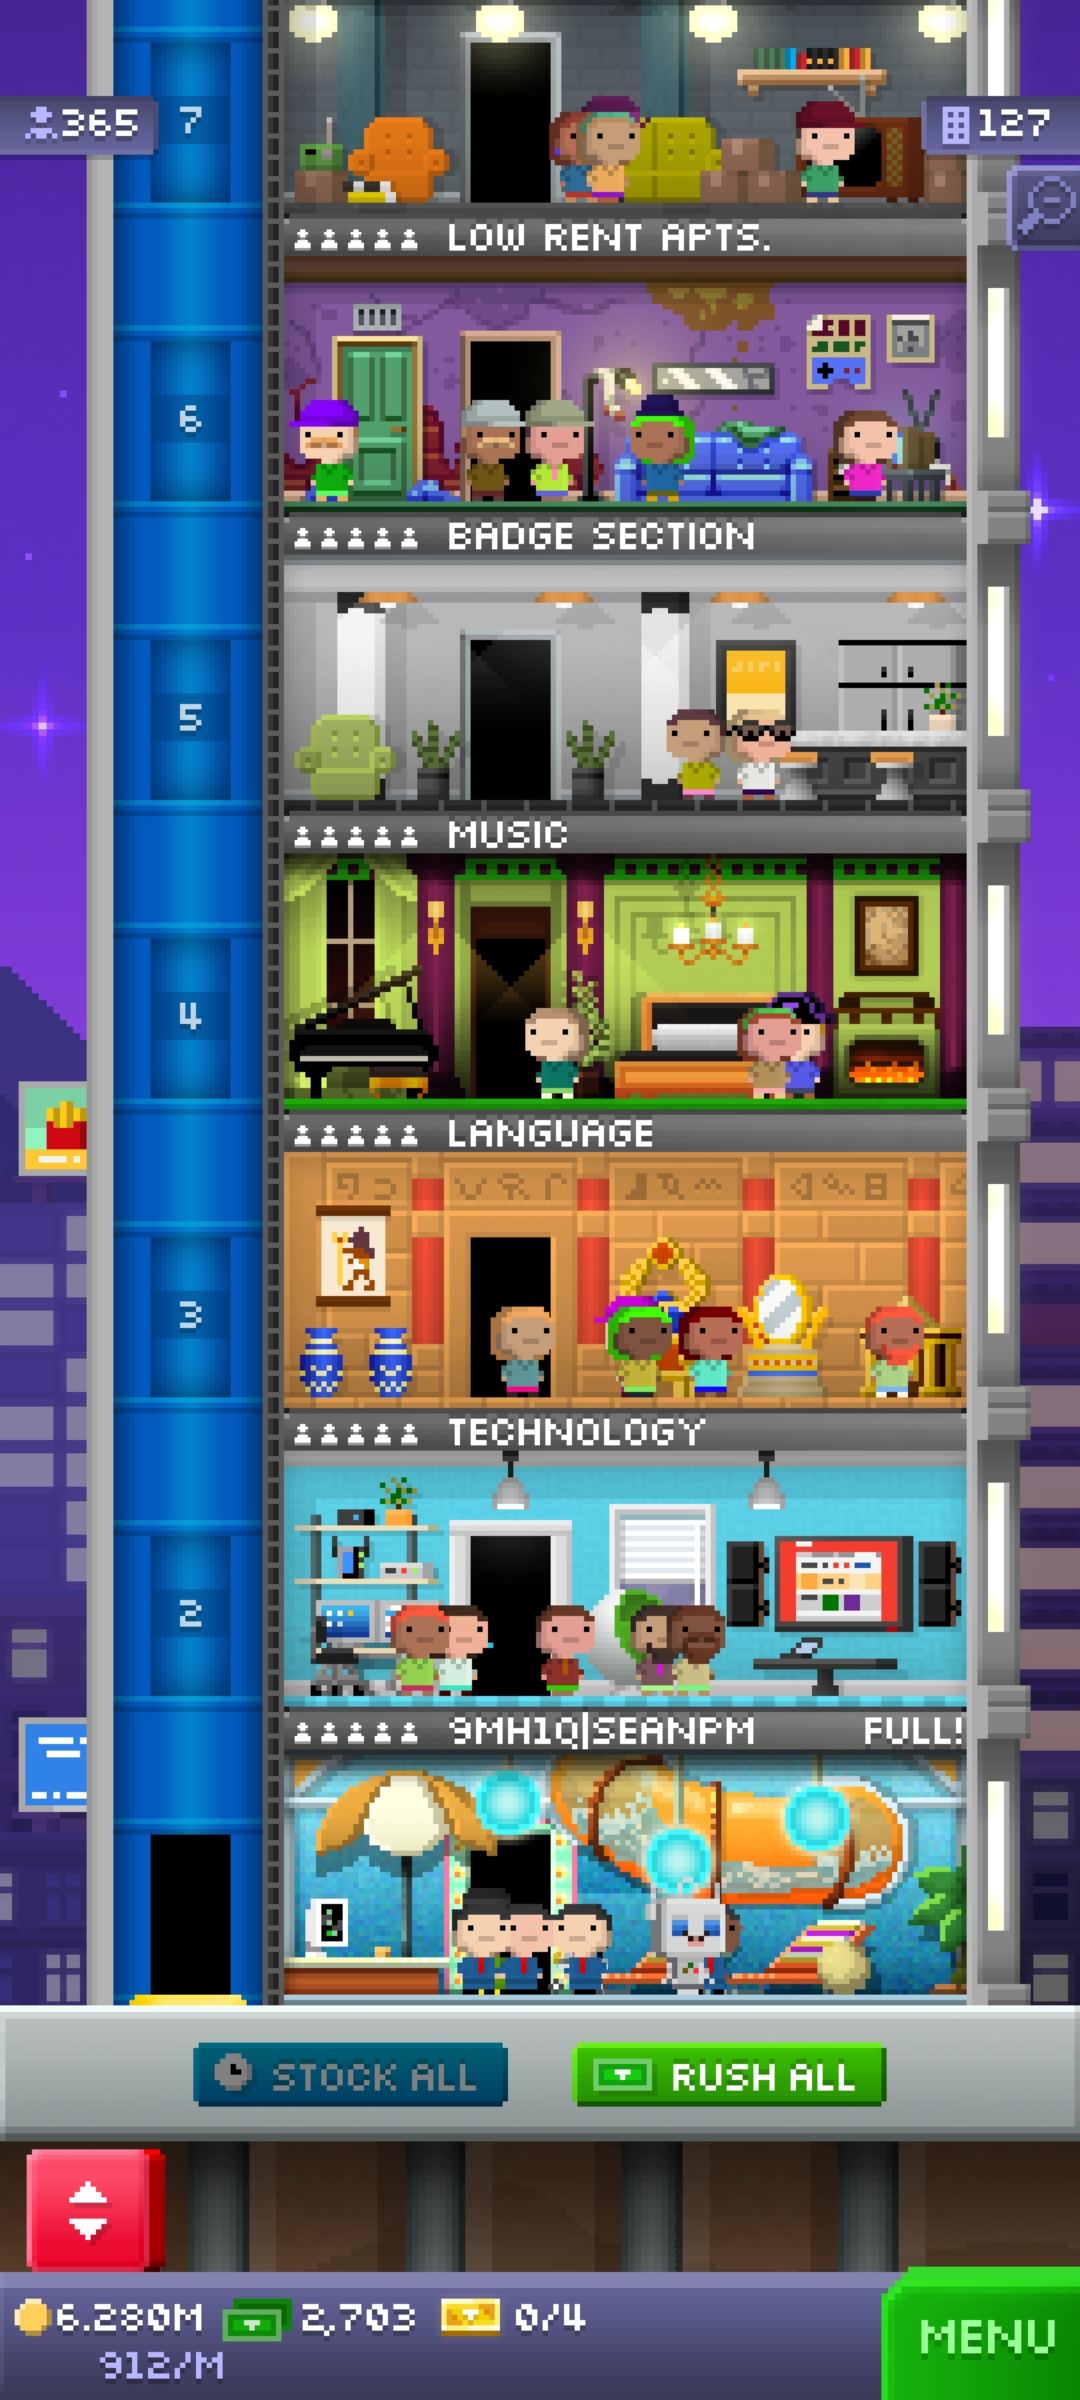 365
7
127
LOW RENT APTS.
6
BADGE SECTION
5
MUSIC
4
LANGUAGE
3
TECHNOLOGY
2
9MH1Q|SEANPM FULL!
STOCK ALL
RUSH ALL
6.280M 2,703 0/4
912/M
MENU